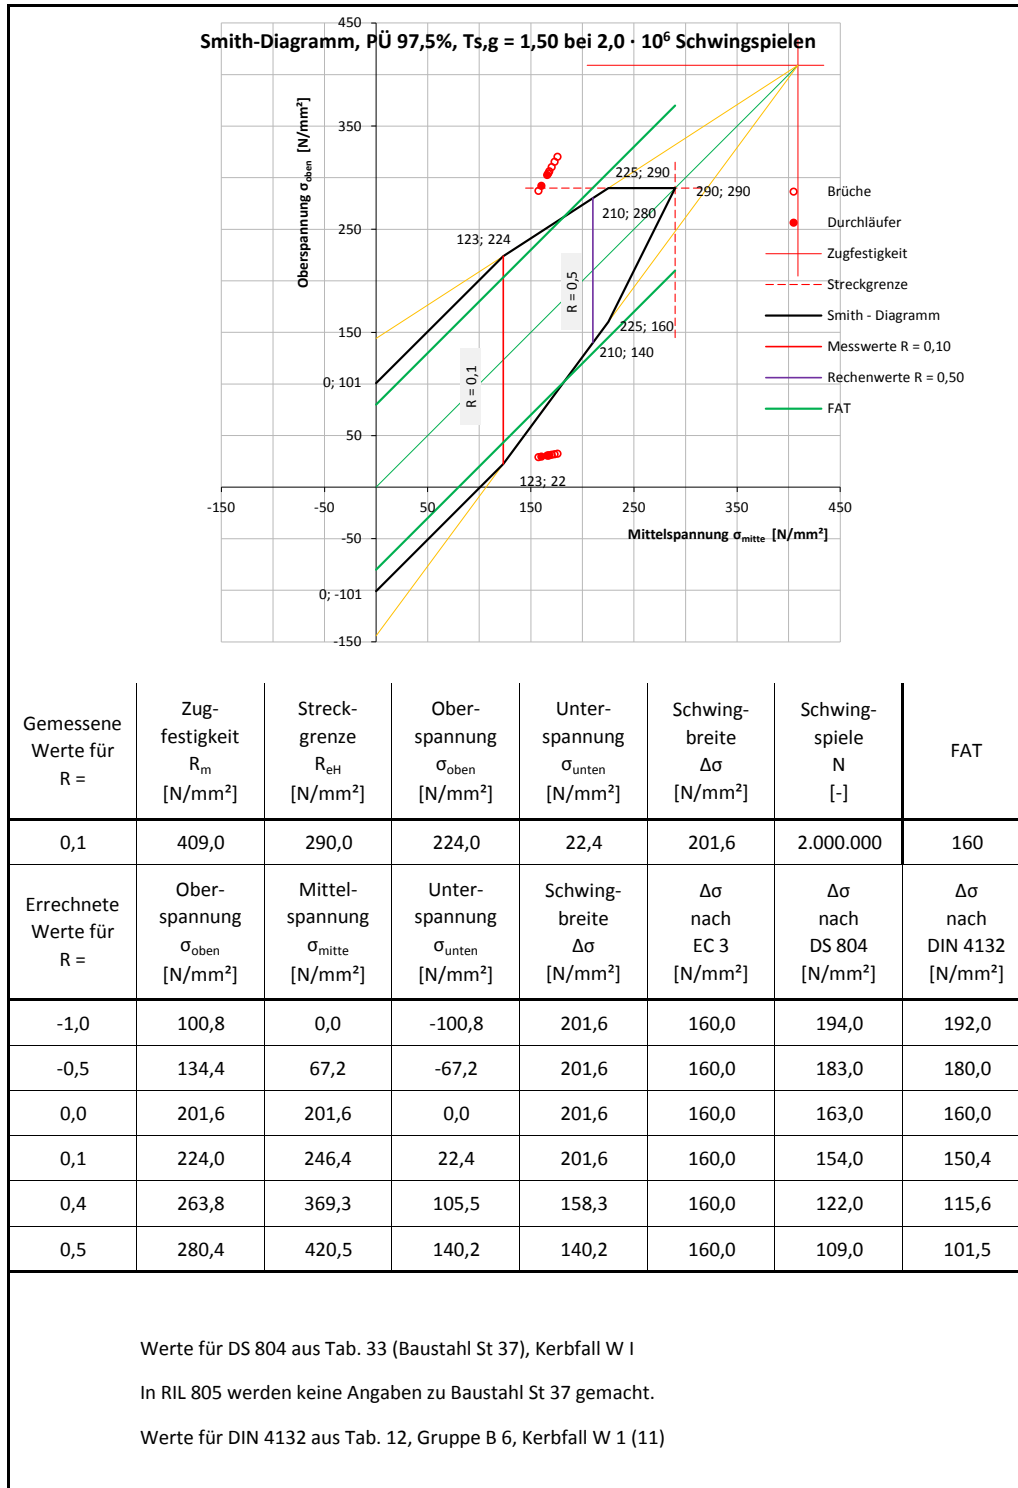 Smith-Diagramm, PÜ 97,5%, Ts,g = 1,50 bei 2,0 · 10⁶ Schwingspielen
Oberspannung σoben [N/mm²]
450
350
250
150
50
-50
-150
-150
-50
50
150
250
350
450
Mittelspannung σmitte [N/mm²]
225; 290
290; 290
210; 280
123; 224
R = 0,5
R = 0,1
225; 160
210; 140
0; 101
123; 22
0; -101
Brüche
Durchläufer
Zugfestigkeit
Streckgrenze
Smith - Diagramm
Messwerte R = 0,10
Rechenwerte R = 0,50
FAT
Gemessene Werte für R =
Zug-festigkeit Rm [N/mm²]
Streck-grenze ReH [N/mm²]
Ober-spannung σoben [N/mm²]
Unter-spannung σunten [N/mm²]
Schwing-breite Δσ [N/mm²]
Schwing-spiele N [-]
FAT
0,1 409,0 290,0 224,0 22,4 201,6 2.000.000 160
Errechnete Werte für R =
Ober-spannung σoben [N/mm²]
Mittel-spannung σmitte [N/mm²]
Unter-spannung σunten [N/mm²]
Schwing-breite Δσ [N/mm²]
Δσ nach EC 3 [N/mm²]
Δσ nach DS 804 [N/mm²]
Δσ nach DIN 4132 [N/mm²]
-1,0 100,8 0,0 -100,8 201,6 160,0 194,0 192,0
-0,5 134,4 67,2 -67,2 201,6 160,0 183,0 180,0
0,0 201,6 201,6 0,0 201,6 160,0 163,0 160,0
0,1 224,0 246,4 22,4 201,6 160,0 154,0 150,4
0,4 263,8 369,3 105,5 158,3 160,0 122,0 115,6
0,5 280,4 420,5 140,2 140,2 160,0 109,0 101,5
Werte für DS 804 aus Tab. 33 (Baustahl St 37), Kerbfall W I
In RIL 805 werden keine Angaben zu Baustahl St 37 gemacht.
Werte für DIN 4132 aus Tab. 12, Gruppe B 6, Kerbfall W 1 (11)